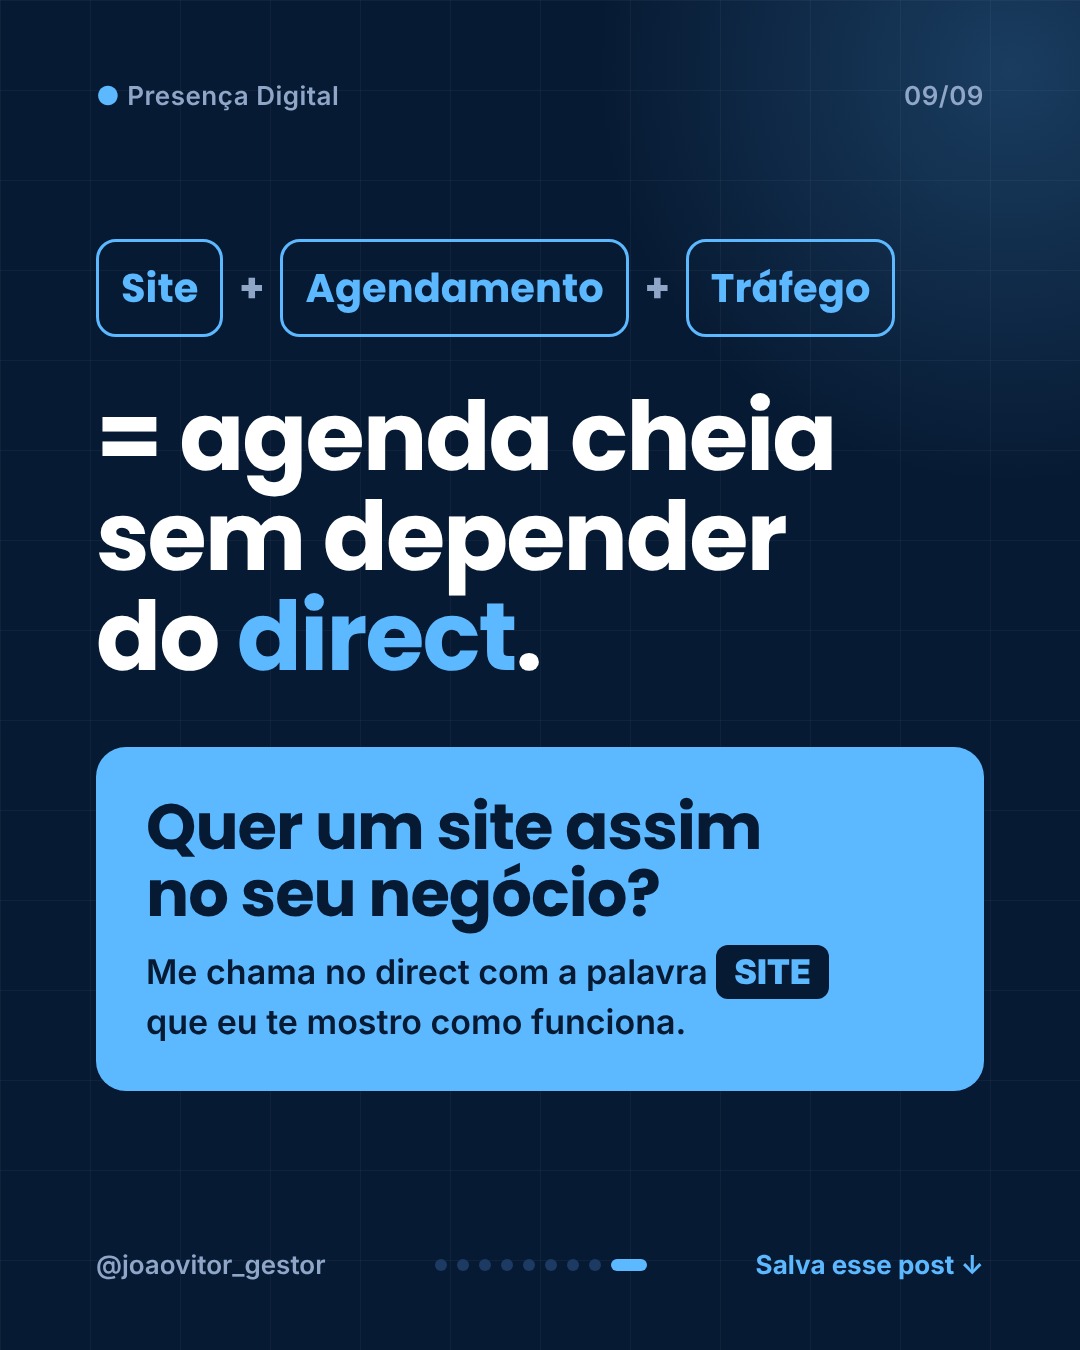 Presença Digital
09/09
Site + Agendamento + Tráfego
= agenda cheia
sem depender
do direct.
Quer um site assim
no seu negócio?
Me chama no direct com a palavra SITE
que eu te mostro como funciona.
@joaovitor_gestor
Salva esse post ↓